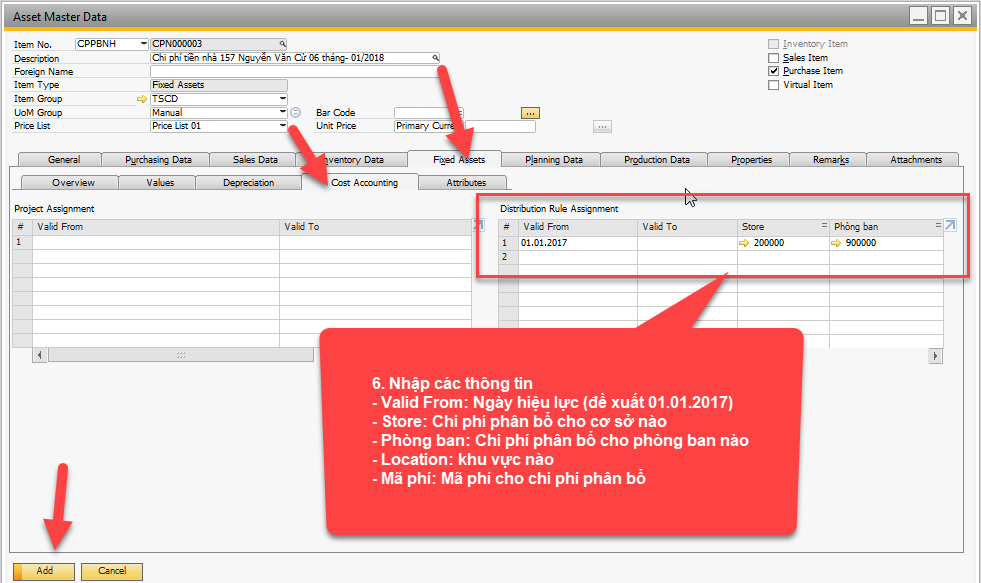 Asset Master Data
Item No. CPPBNH CPN000003
Description Chi phí tiền nhà 157 Nguyễn Văn Cừ 06 tháng- 01/2018
Foreign Name
Item Type Fixed Assets
Item Group TSCD
UoM Group Manual Bar Code ...
Price List Price List 01 Unit Price Primary Curre ...
Inventory Item
Sales Item
Purchase Item
Virtual Item
General Purchasing Data Sales Data nventory Data Fixed Assets Planning Data Production Data Properties Remarks Attachments
Overview Values Depreciation Cost Accounting Attributes
Project Assignment Distribution Rule Assignment
# Valid From Valid To # Valid From Valid To Store = Phòng ban =
1 1 01.01.2017 200000 900000
2
6. Nhập các thông tin
- Valid From: Ngày hiệu lực (đề xuất 01.01.2017)
- Store: Chi phí phân bổ cho cơ sở nào
- Phòng ban: Chi phí phân bổ cho phòng ban nào
- Location: khu vực nào
- Mã phí: Mã phí cho chi phí phân bổ
Add Cancel